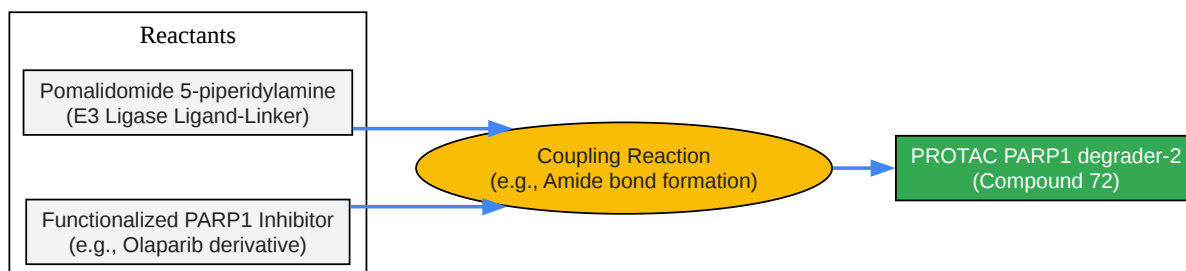 Reactants
Pomalidomide 5-piperidylamine
(E3 Ligase Ligand-Linker)
Functionalized PARP1 Inhibitor
(e.g., Olaparib derivative)
Coupling Reaction
(e.g., Amide bond formation)
PROTAC PARP1 degrader-2
(Compound 72)